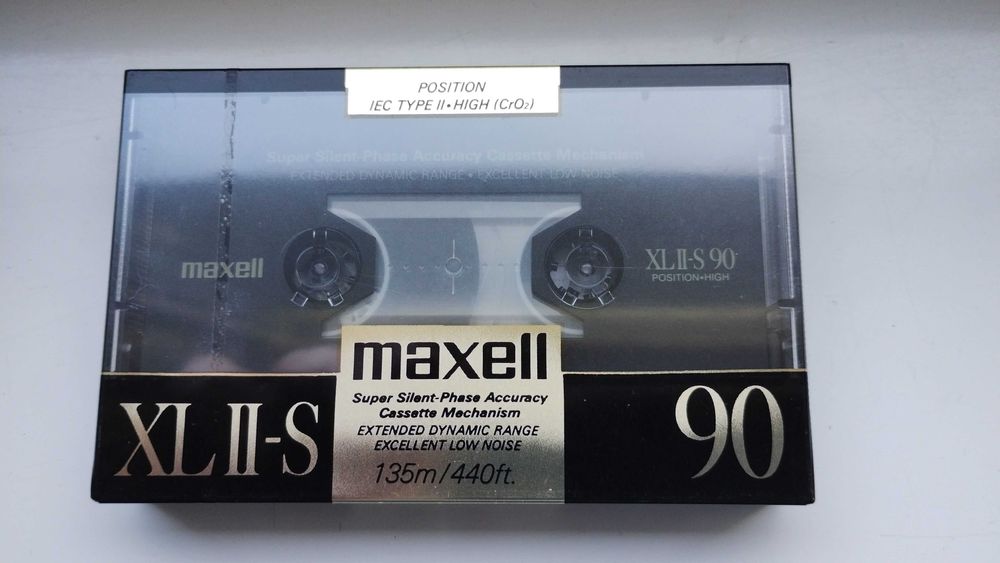 POSITION
IEC TYPE II•HIGH (CrO₂)
Super Silent-Phase Accuracy Cassette Mechanism
EXTENDED DYNAMIC RANGE • EXCELLENT LOW NOISE
maxell
XL II-S 90
POSITION•HIGH
maxell
Super Silent-Phase Accuracy
Cassette Mechanism
EXTENDED DYNAMIC RANGE
EXCELLENT LOW NOISE
135m/440ft.
XL II-S
90